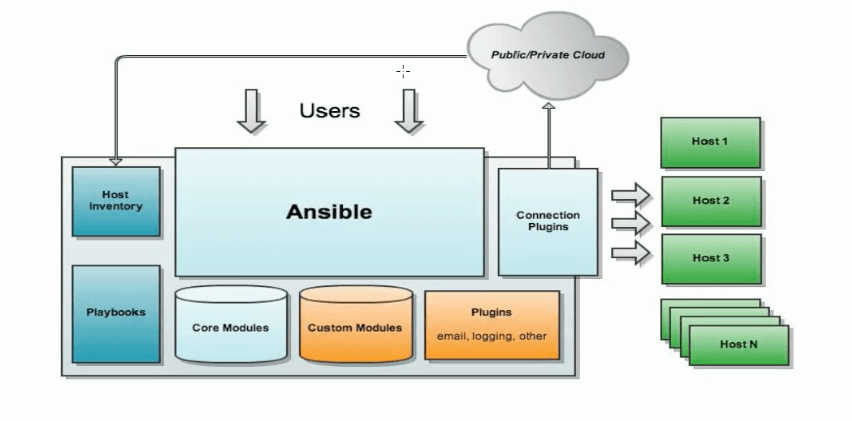 Public/Private Cloud
Users
Host 1
Host
Inventory
Ansible
Connection
Plugins
Host 2
Host 3
Playbooks
Core Modules
Custom Modules
Plugins
email, logging, other
Host N